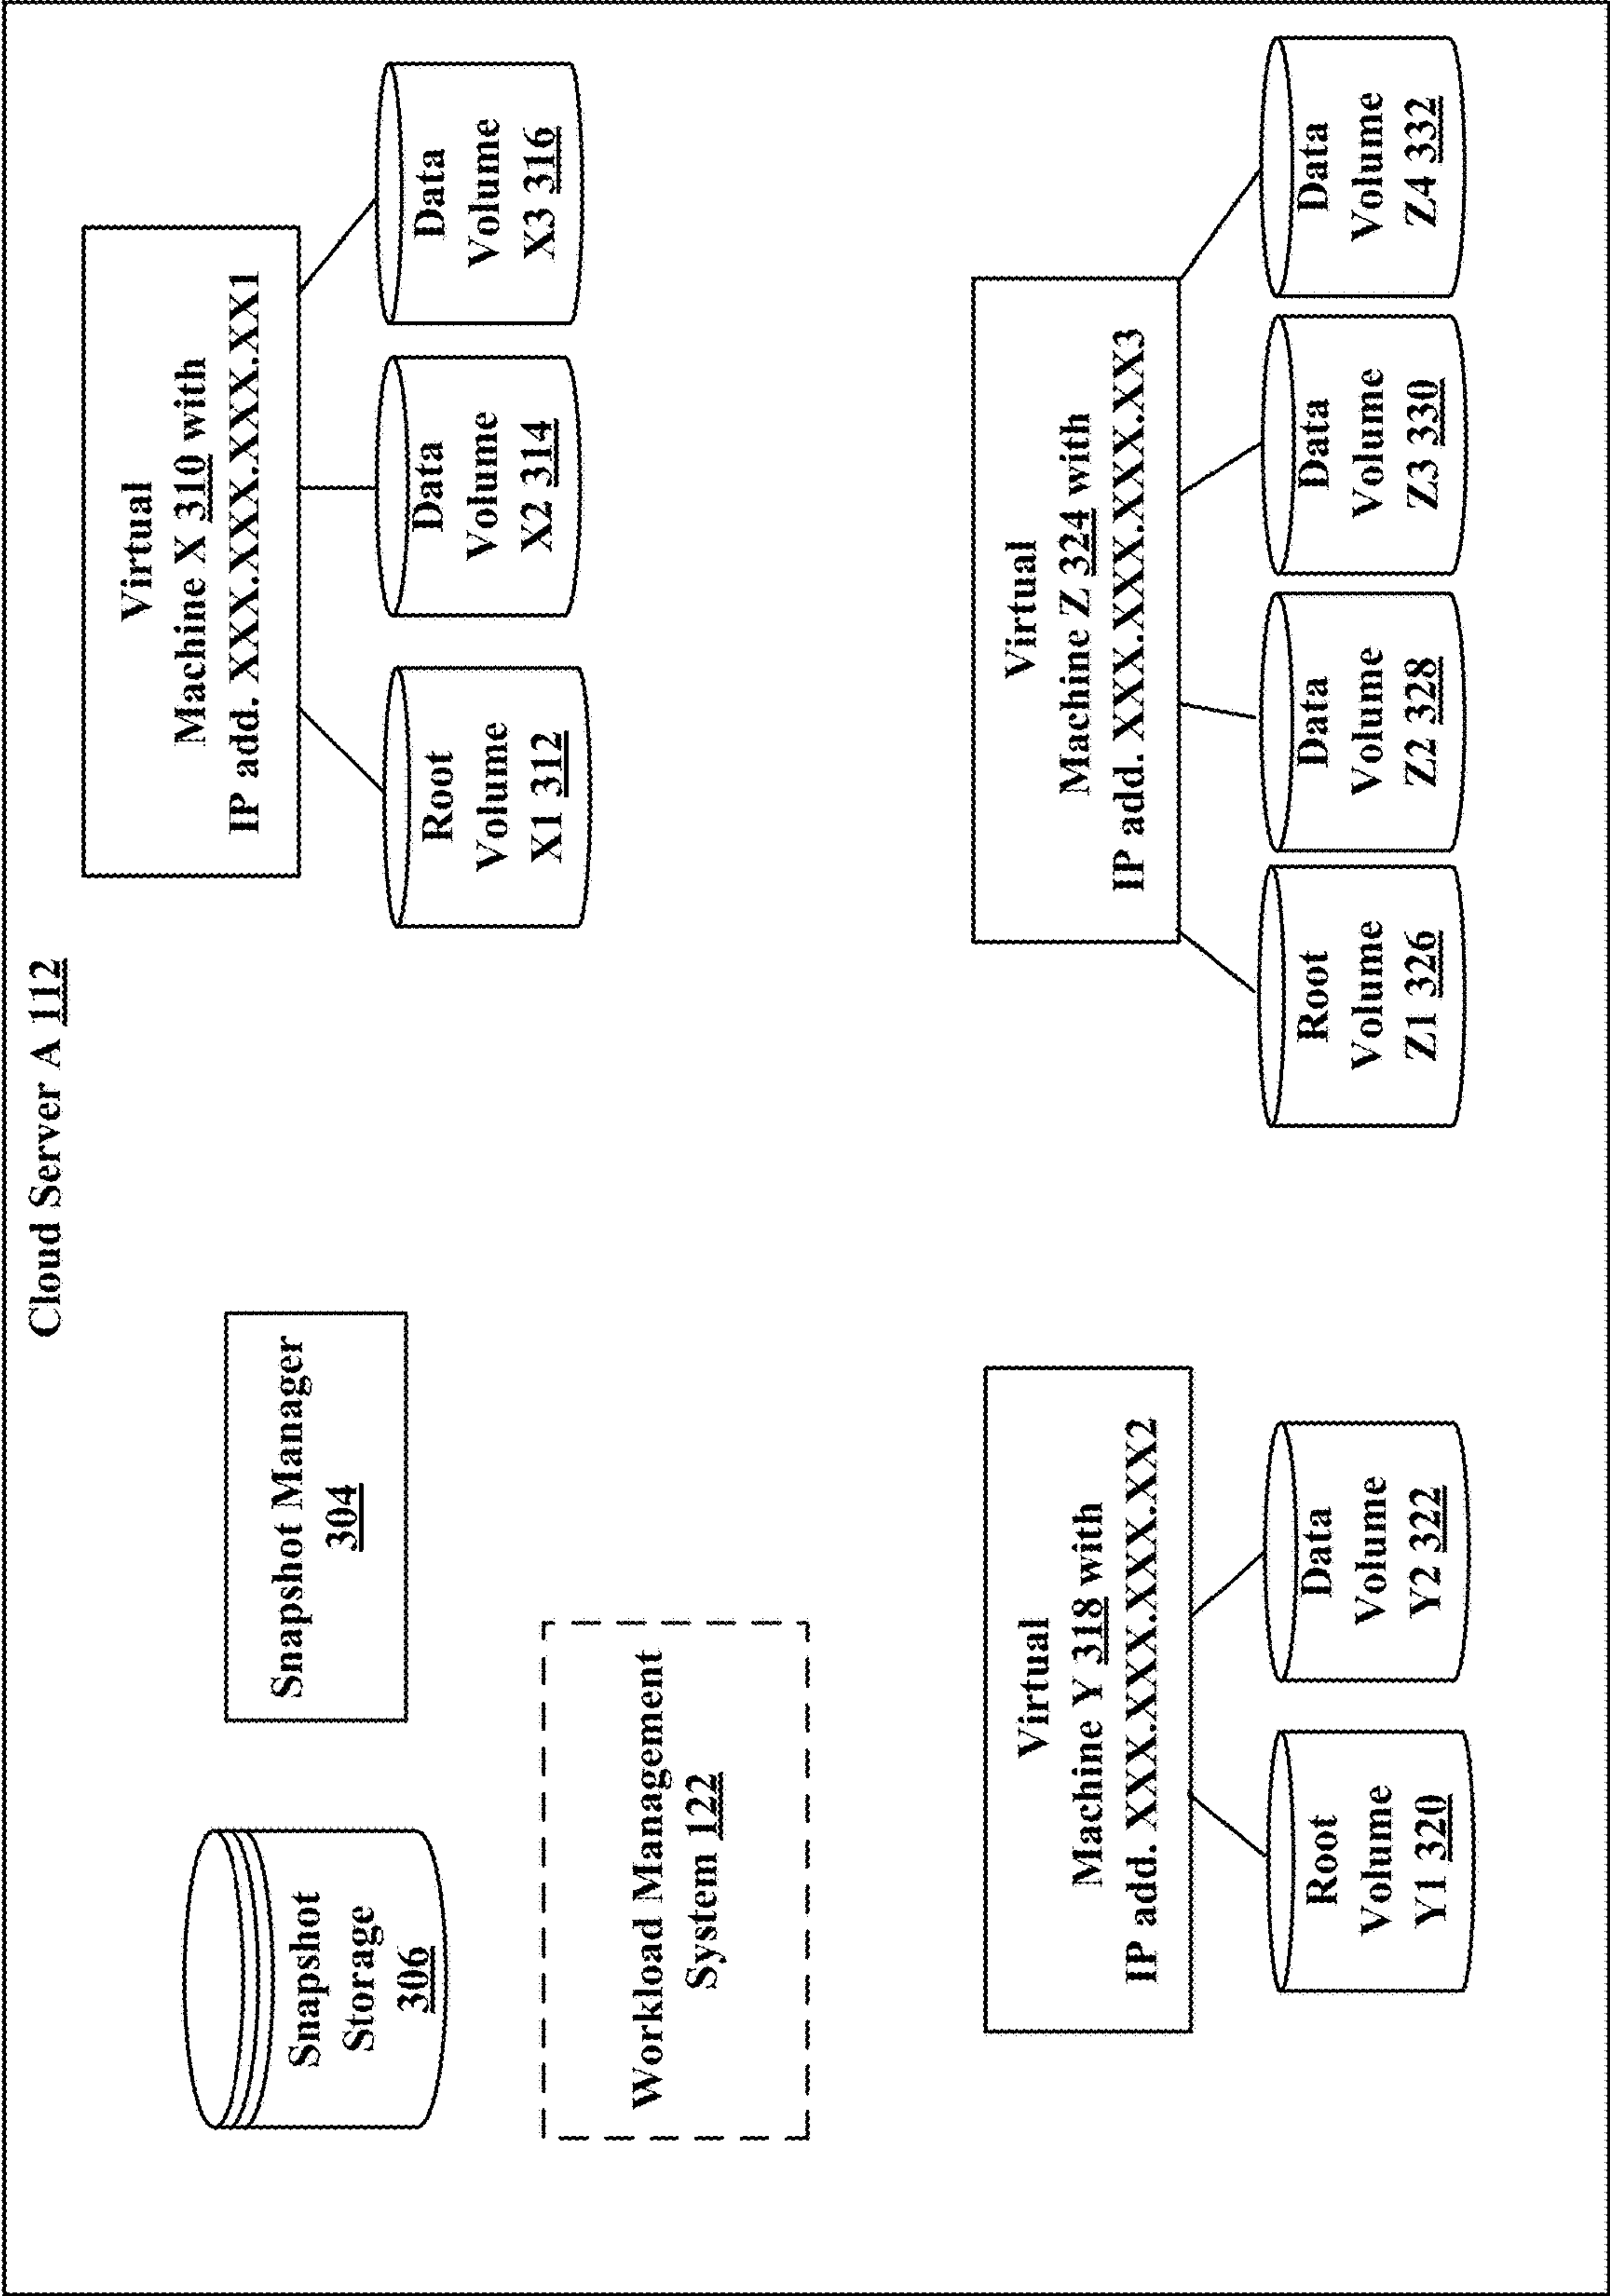 Cloud Server A 112
Snapshot
Storage
306
Snapshot Manager
304
Workload Management
System 122
Virtual
Machine X 310 with
IP add. XXX.XXX.XXX.XX1
Root
Volume
X1 312
Data
Volume
X2 314
Data
Volume
X3 316
Virtual
Machine Y 318 with
IP add. XXX.XXX.XXX.XX2
Root
Volume
Y1 320
Data
Volume
Y2 322
Virtual
Machine Z 324 with
IP add. XXX.XXX.XXX.XX3
Root
Volume
Z1 326
Data
Volume
Z2 328
Data
Volume
Z3 330
Data
Volume
Z4 332